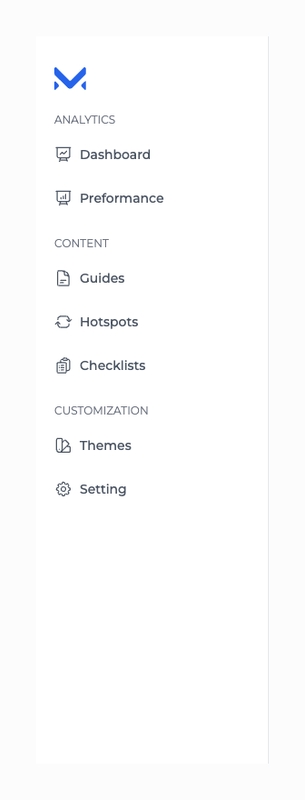 ANALYTICS
Dashboard
Preformance
CONTENT
Guides
Hotspots
Checklists
CUSTOMIZATION
Themes
Setting